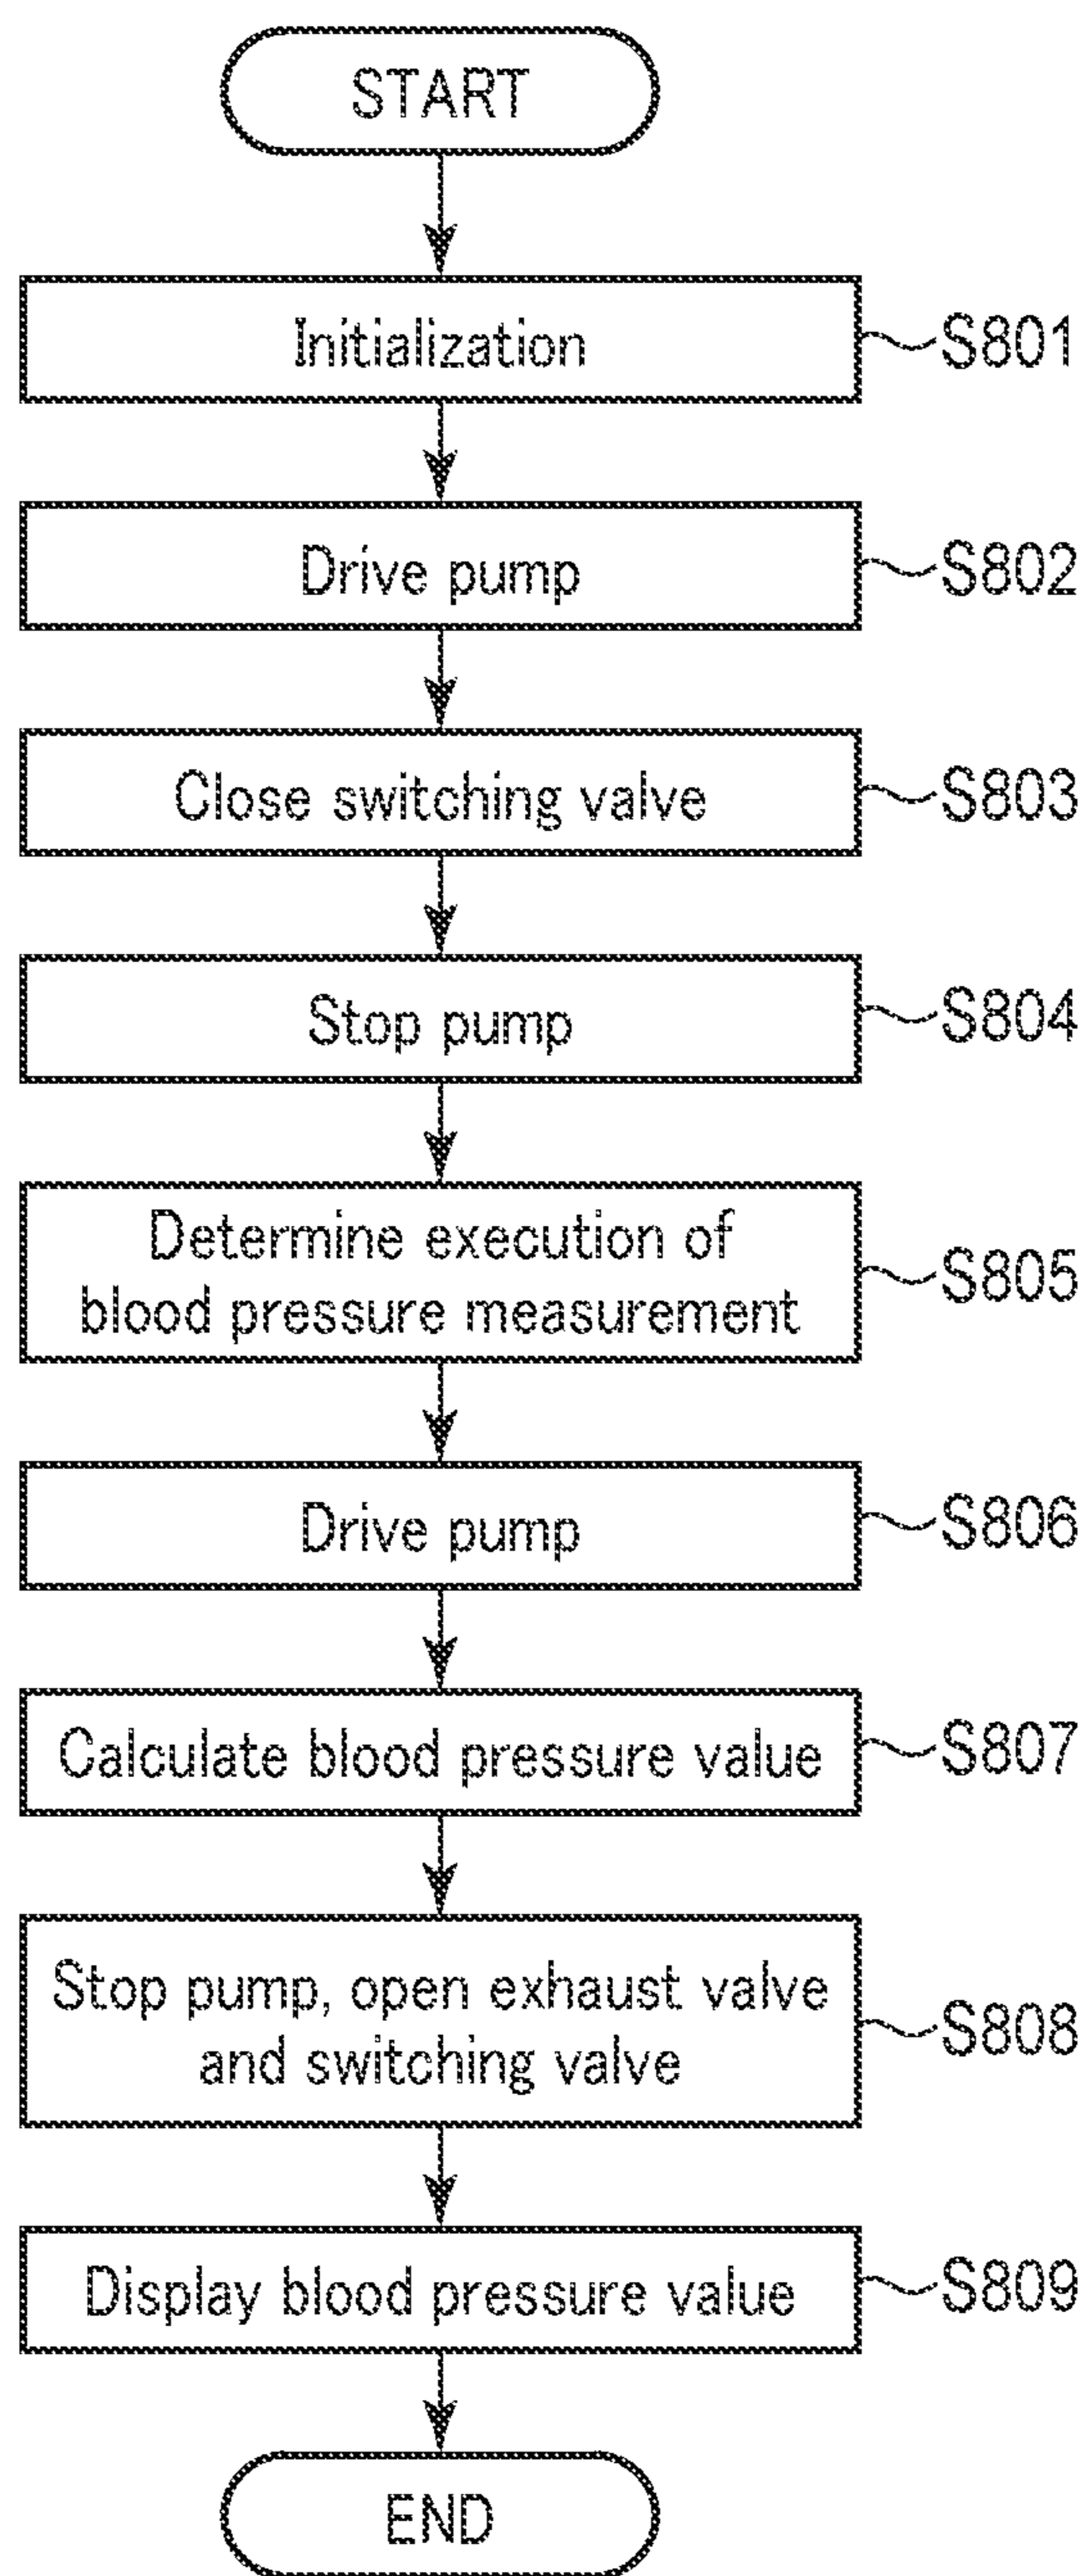 START
Initialization
S801
Drive pump
S802
Close switching valve
S803
Stop pump
S804
Determine execution of
blood pressure measurement
S805
Drive pump
S806
Calculate blood pressure value
S807
Stop pump, open exhaust valve
and switching valve
S808
Display blood pressure value
S809
END